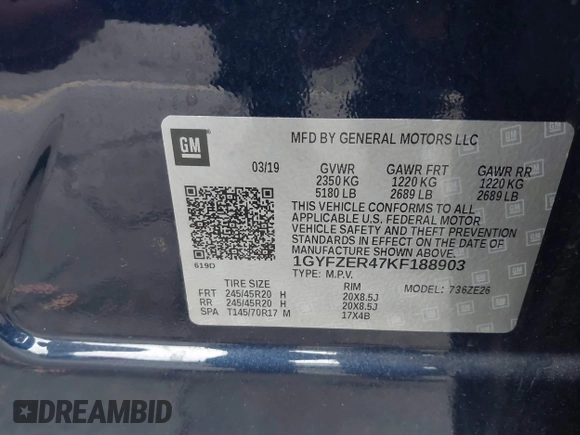 GM
MFD BY GENERAL MOTORS LLC
03/19 GVWR GAWR FRT GAWR RR
2350 KG 1220 KG 1220 KG
5180 LB 2689 LB 2689 LB
THIS VEHICLE CONFORMS TO ALL
APPLICABLE U.S. FEDERAL MOTOR
VEHICLE SAFETY AND THEFT PREVENTION
STANDARDS IN EFFECT ON THE DATE OF
MANUFACTURE SHOWN ABOVE.
619D
1GYFZER47KF188903
TYPE: M.P.V.
TIRE SIZE RIM MODEL: 736ZE26
FRT 245/45R20 H 20X8.5J
RR 245/45R20 H 20X8.5J
SPA T145/70R17 M 17X4B
DREAMBID